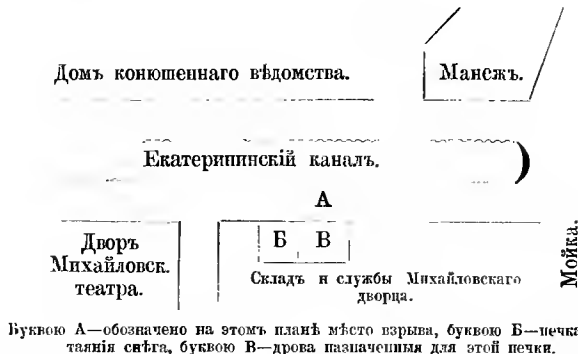 Домъ конюшеннаго вѣдомства.
Манежъ.
Екатерининскій каналъ.
А
Дворъ
Михайловск.
театра.
Б В
Складъ и службы Михайловскаго
дворца.
Мойка.
Буквою А—обозначено на этомъ планѣ мѣсто взрыва, буквою Б—печка
таянія снѣга, буквою В—дрова назначенныя для этой печки.